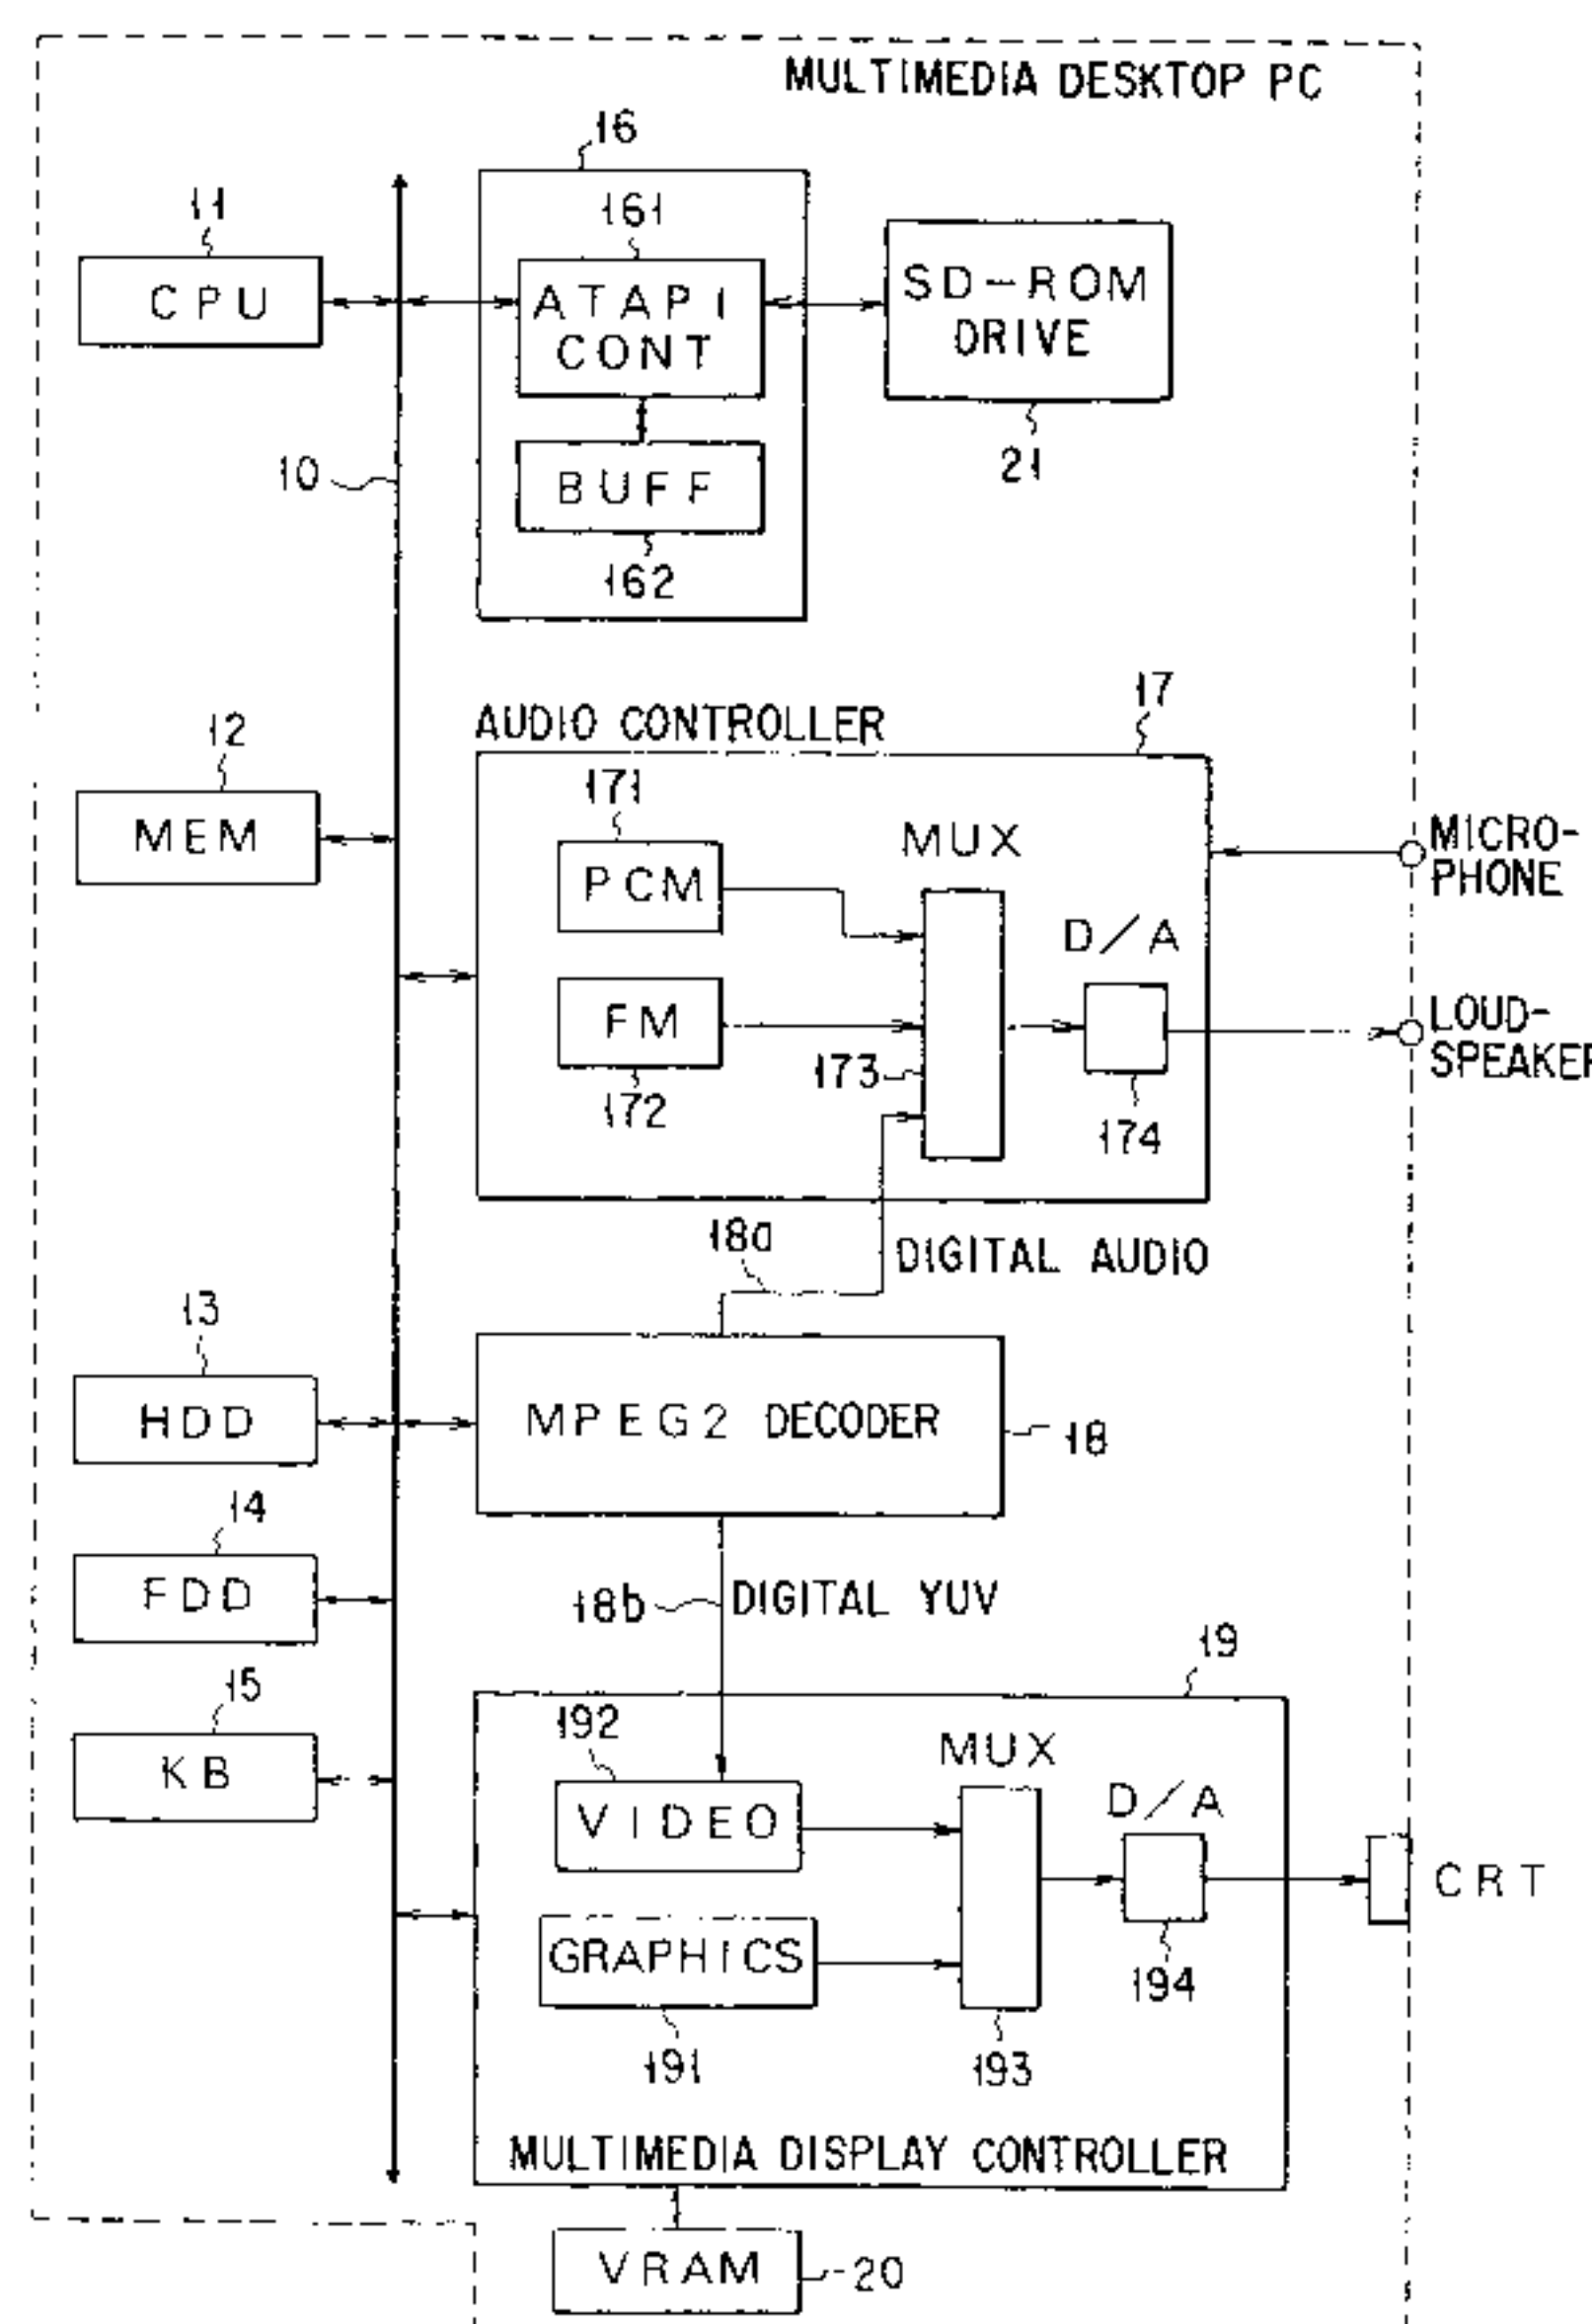 MULTIMEDIA DESKTOP PC
16
11
161
CPU
ATAPI
CONT
SD-ROM
DRIVE
10
BUFF
21
162
17
12
AUDIO CONTROLLER
171
MEM
PCM
MUX
MICRO-
PHONE
D/A
FM
LOUD-
SPEAKER
173
172
174
18a
DIGITAL AUDIO
13
HDD
MPEG2 DECODER
18
14
FDD
18b
DIGITAL YUV
19
15
192
MUX
KB
VIDEO
D/A
CRT
GRAPHICS
194
191
193
MULTIMEDIA DISPLAY CONTROLLER
VRAM
20